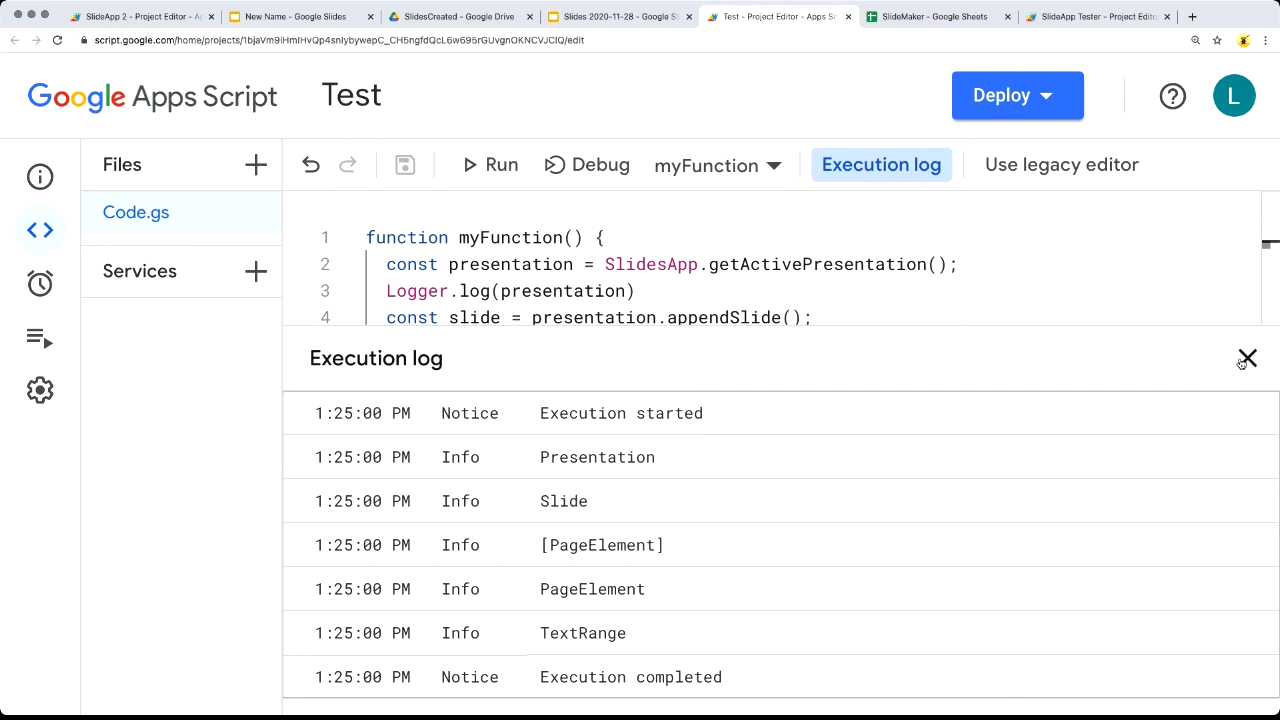 SlideApp 2 - Project Editor - Ap
New Name - Google Slides
SlidesCreated - Google Drive
Slides 2020-11-28 - Google Sl
Test - Project Editor - Apps Sc
SlideMaker - Google Sheets
SlideApp Tester - Project Editor
Google Apps Script
Test
Deploy
L
Files
Run
Debug
myFunction
Execution log
Use legacy editor
Code.gs
Services
1 function myFunction() {
2 const presentation = SlidesApp.getActivePresentation();
3 Logger.log(presentation)
4 const slide = presentation.appendSlide();
Execution log
1:25:00 PM Notice Execution started
1:25:00 PM Info Presentation
1:25:00 PM Info Slide
1:25:00 PM Info [PageElement]
1:25:00 PM Info PageElement
1:25:00 PM Info TextRange
1:25:00 PM Notice Execution completed